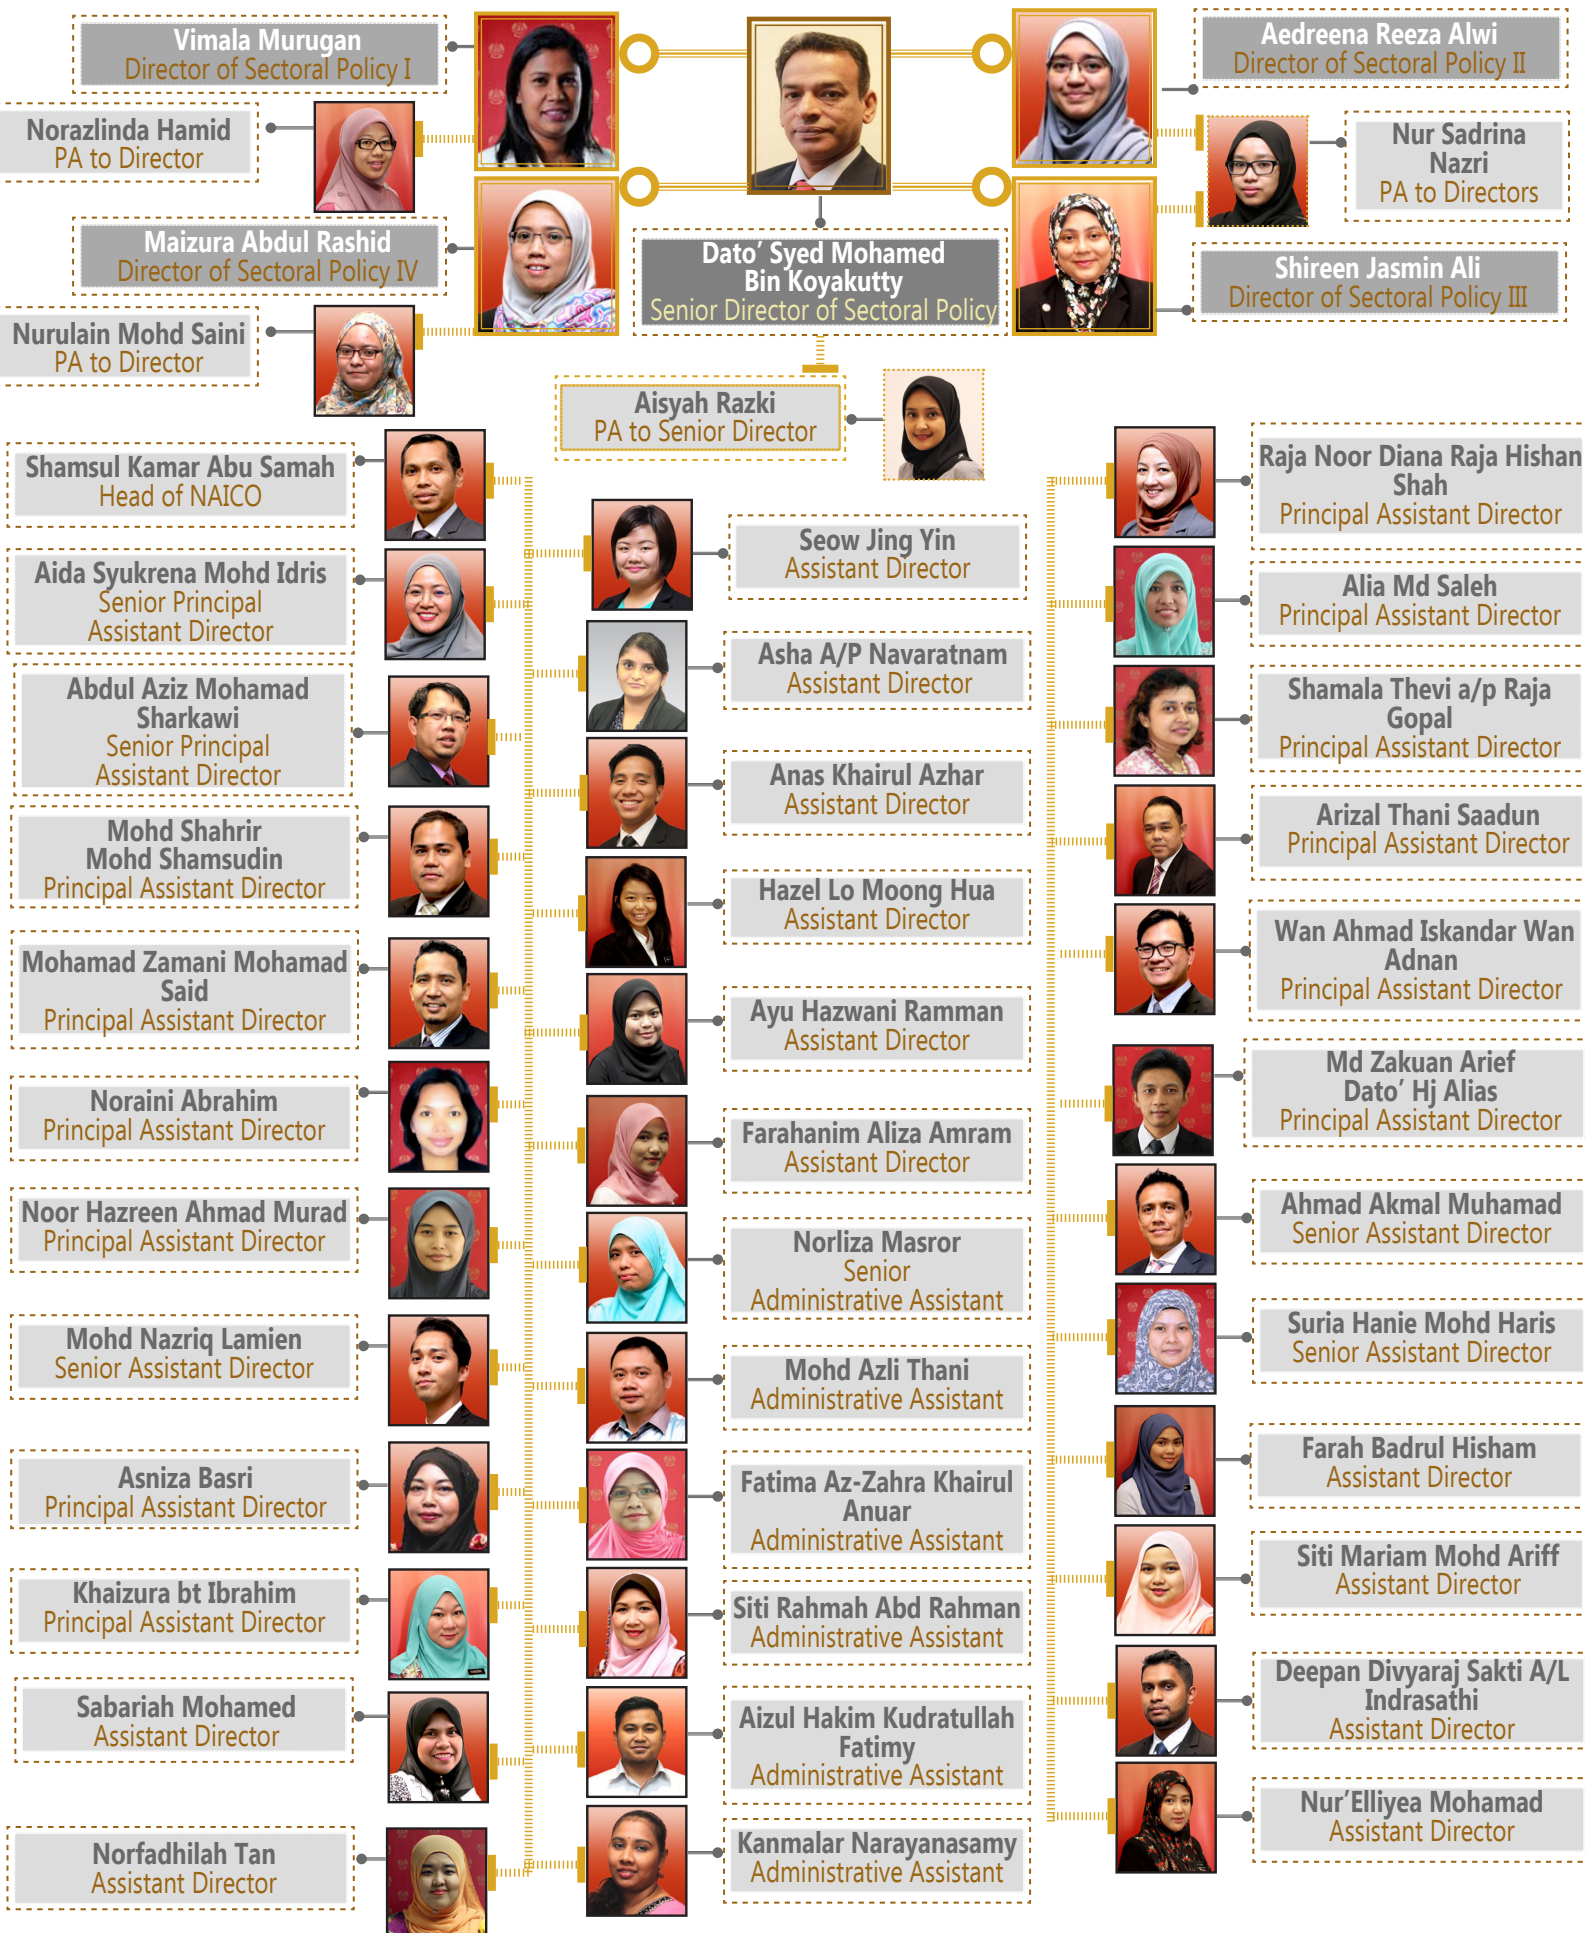 Vimala Murugan
Director of Sectoral Policy I
Aedreena Reeza Alwi
Director of Sectoral Policy II
Norazlinda Hamid
PA to Director
Nur Sadrina
Nazri
PA to Directors
Maizura Abdul Rashid
Director of Sectoral Policy IV
Dato’ Syed Mohamed
Bin Koyakutty
Senior Director of Sectoral Policy
Shireen Jasmin Ali
Director of Sectoral Policy III
Nurulain Mohd Saini
PA to Director
Aisyah Razki
PA to Senior Director
Shamsul Kamar Abu Samah
Head of NAICO
Aida Syukrena Mohd Idris
Senior Principal
Assistant Director
Abdul Aziz Mohamad
Sharkawi
Senior Principal
Assistant Director
Mohd Shahrir
Mohd Shamsudin
Principal Assistant Director
Mohamad Zamani Mohamad
Said
Principal Assistant Director
Noraini Abrahim
Principal Assistant Director
Noor Hazreen Ahmad Murad
Principal Assistant Director
Mohd Nazriq Lamien
Senior Assistant Director
Asniza Basri
Principal Assistant Director
Khaizura bt Ibrahim
Principal Assistant Director
Sabariah Mohamed
Assistant Director
Norfadhilah Tan
Assistant Director
Seow Jing Yin
Assistant Director
Asha A/P Navaratnam
Assistant Director
Anas Khairul Azhar
Assistant Director
Hazel Lo Moong Hua
Assistant Director
Ayu Hazwani Ramman
Assistant Director
Farahanim Aliza Amram
Assistant Director
Norliza Masror
Senior
Administrative Assistant
Mohd Azli Thani
Administrative Assistant
Fatima Az-Zahra Khairul
Anuar
Administrative Assistant
Siti Rahmah Abd Rahman
Administrative Assistant
Aizul Hakim Kudratullah
Fatimy
Administrative Assistant
Kanmalar Narayanasamy
Administrative Assistant
Raja Noor Diana Raja Hishan
Shah
Principal Assistant Director
Alia Md Saleh
Principal Assistant Director
Shamala Thevi a/p Raja
Gopal
Principal Assistant Director
Arizal Thani Saadun
Principal Assistant Director
Wan Ahmad Iskandar Wan
Adnan
Principal Assistant Director
Md Zakuan Arief
Dato’ Hj Alias
Principal Assistant Director
Ahmad Akmal Muhamad
Senior Assistant Director
Suria Hanie Mohd Haris
Senior Assistant Director
Farah Badrul Hisham
Assistant Director
Siti Mariam Mohd Ariff
Assistant Director
Deepan Divyaraj Sakti A/L
Indrasathi
Assistant Director
Nur’Elliyea Mohamad
Assistant Director